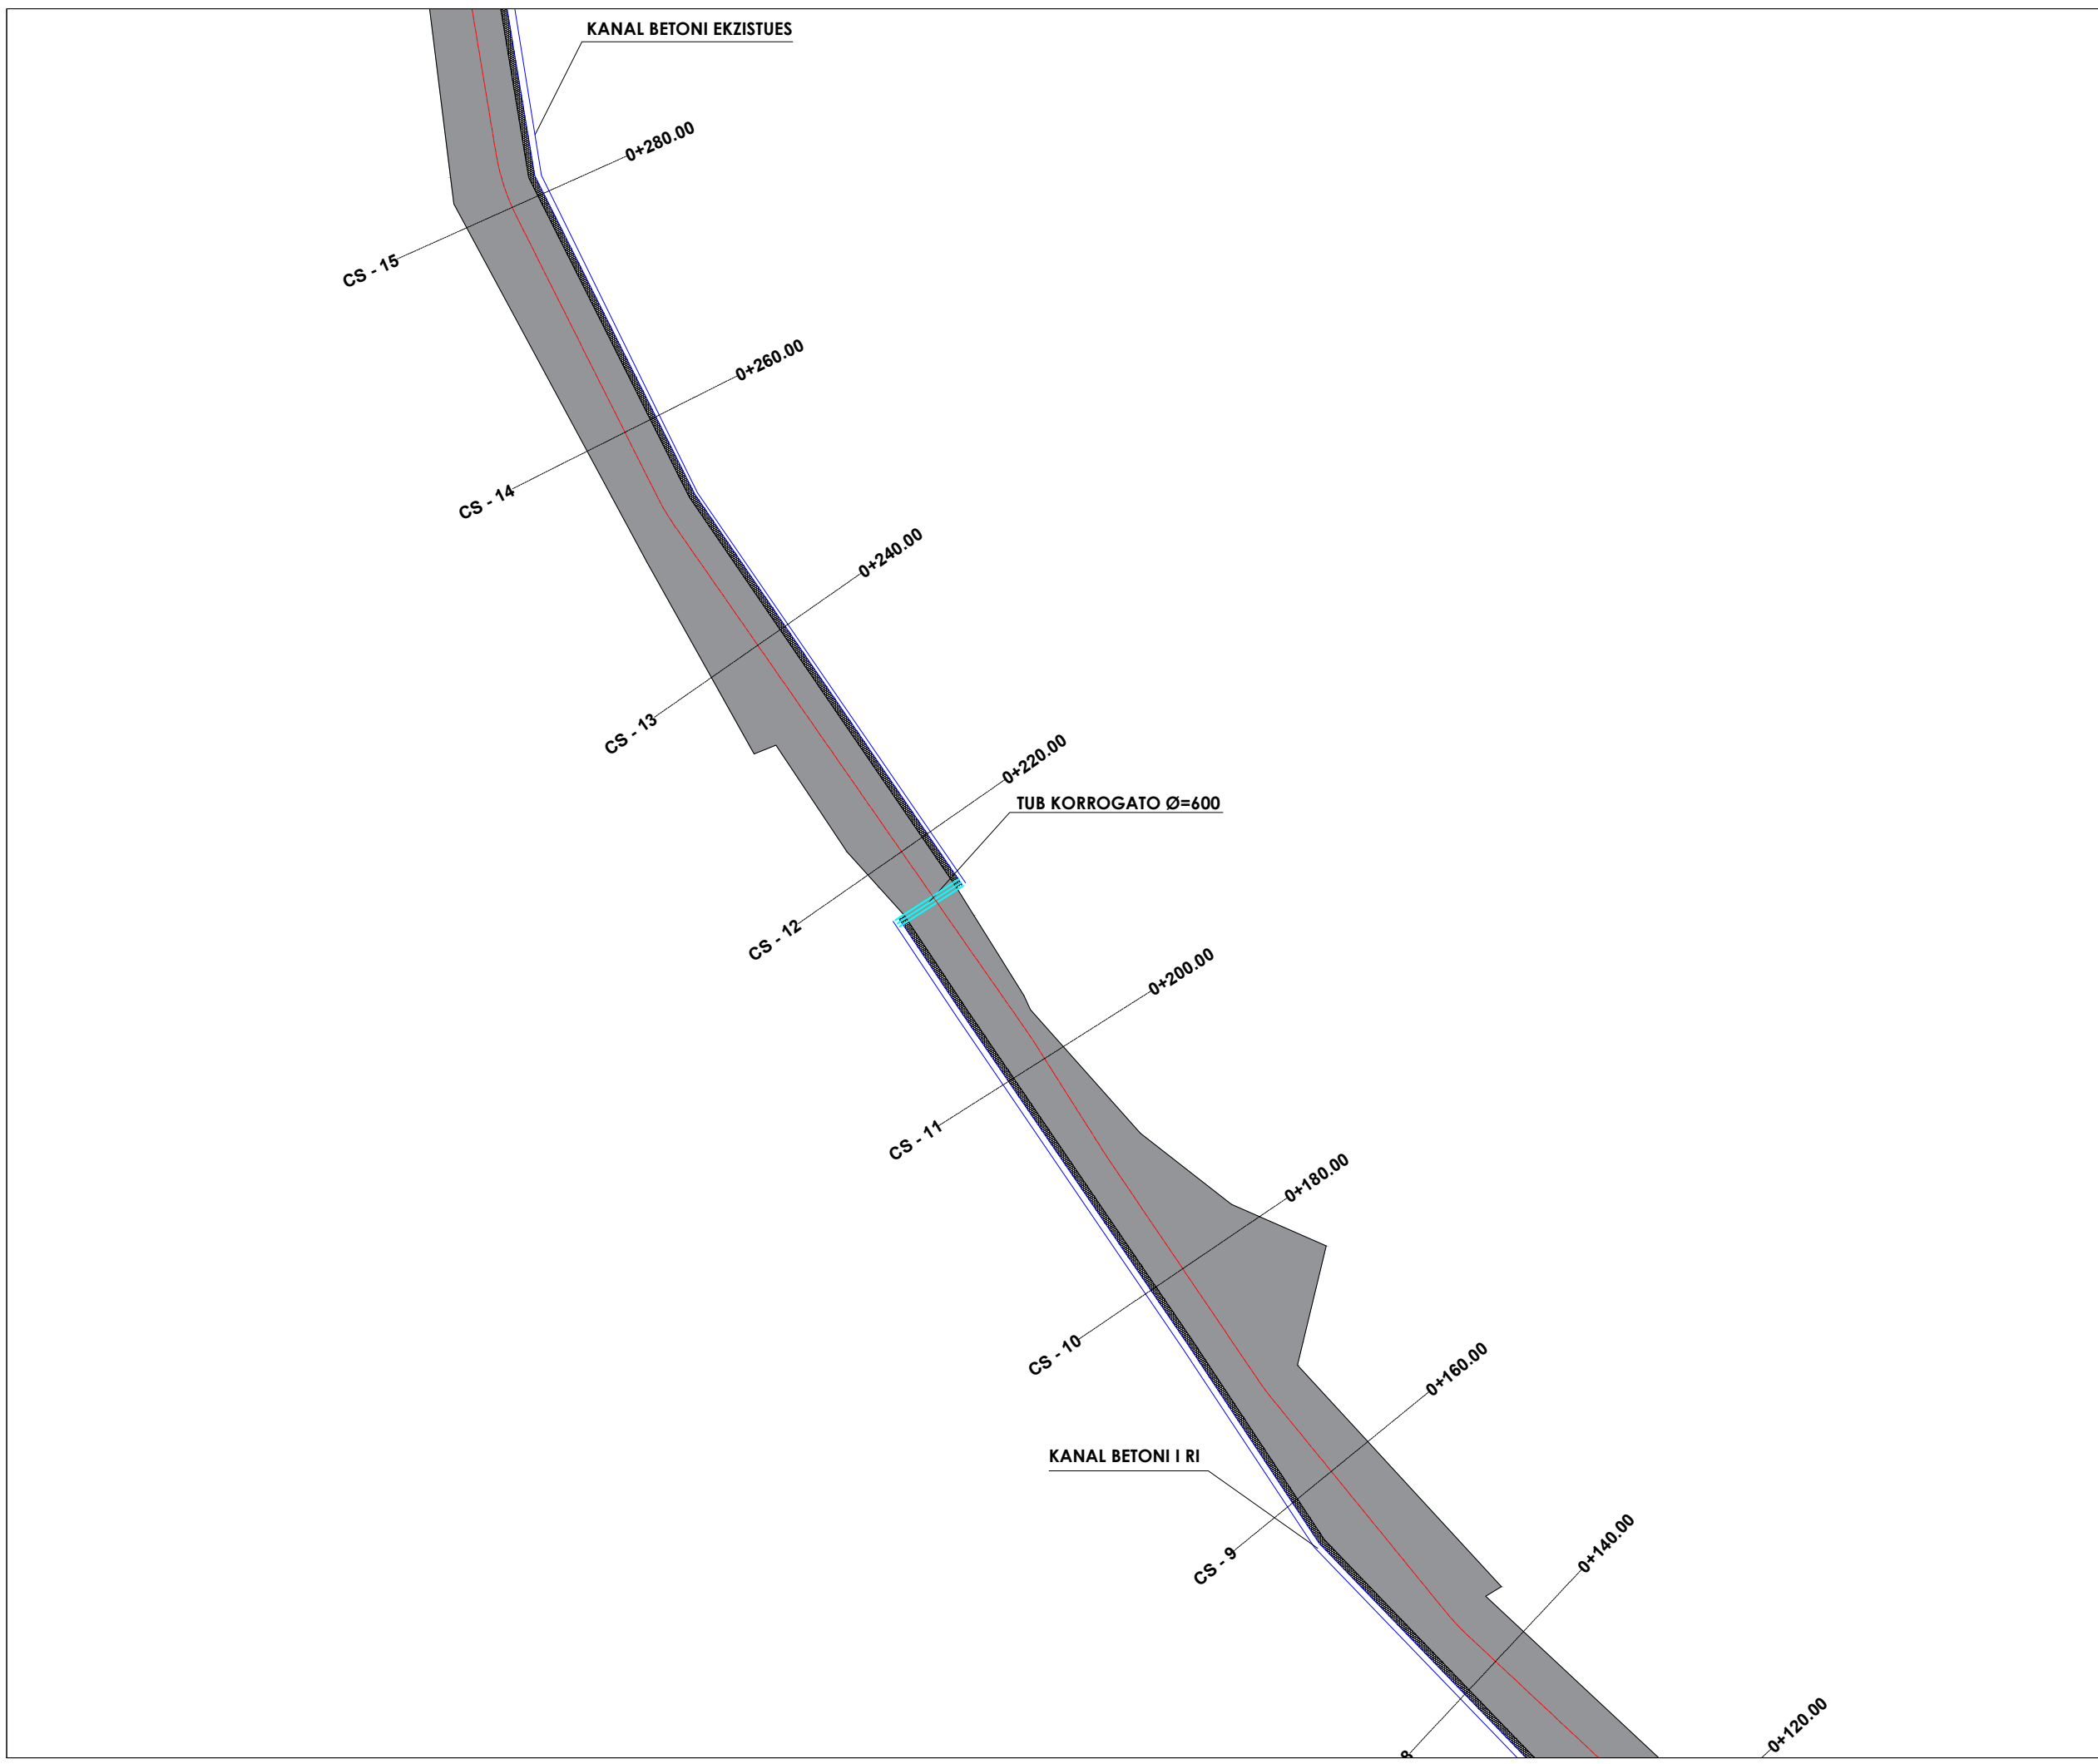 KANAL BETONI EKZISTUES
0+280.00
CS - 15
0+260.00
CS - 14
0+240.00
CS - 13
0+220.00
TUB KORROGATO Ø=600
CS - 12
0+200.00
CS - 11
0+180.00
CS - 10
0+160.00
KANAL BETONI I RI
CS - 9
0+140.00
8
0+120.00